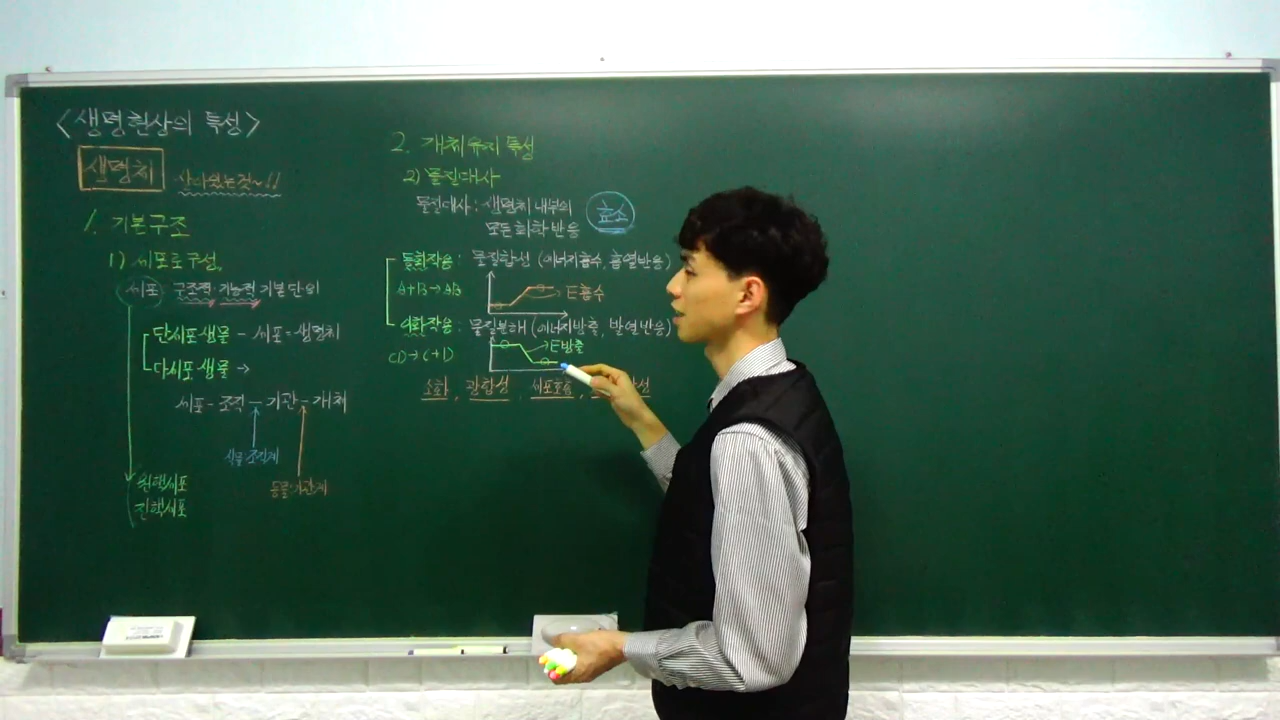 <생명현상의 특성>
생명체 살아있는것~!!
1. 기본구조
1) 세포로 구성.
세포 구조적·기능적 기본단위
단세포생물 - 세포=생명체
다세포생물 →
세포 - 조직 - 기관 - 개체
식물 조직계
동물:기관계
원핵세포
진핵세포
2. 개체유지 특성
2) 물질대사
물질대사 : 생명체 내부의 효소
모든 화학반응
동화작용 : 물질합성 (에너지흡수, 흡열반응)
A+B→AB E흡수
이화작용 : 물질분해 (에너지방출, 발열반응)
CD→C+D E방출
소화, 광합성, 세포호흡,